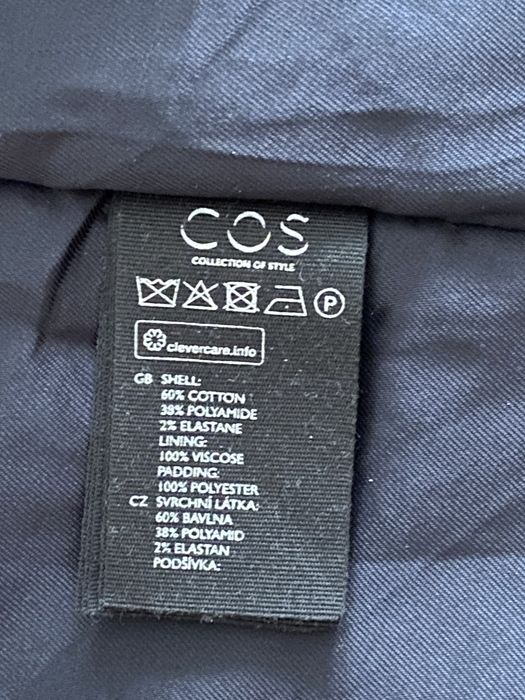 COS
COLLECTION OF STYLE
P
clevercare.info
GB SHELL:
60% COTTON
38% POLYAMIDE
2% ELASTANE
LINING:
100% VISCOSE
PADDING:
100% POLYESTER
CZ SVRCHNÍ LÁTKA:
60% BAVLNA
38% POLYAMID
2% ELASTAN
PODŠÍVKA: